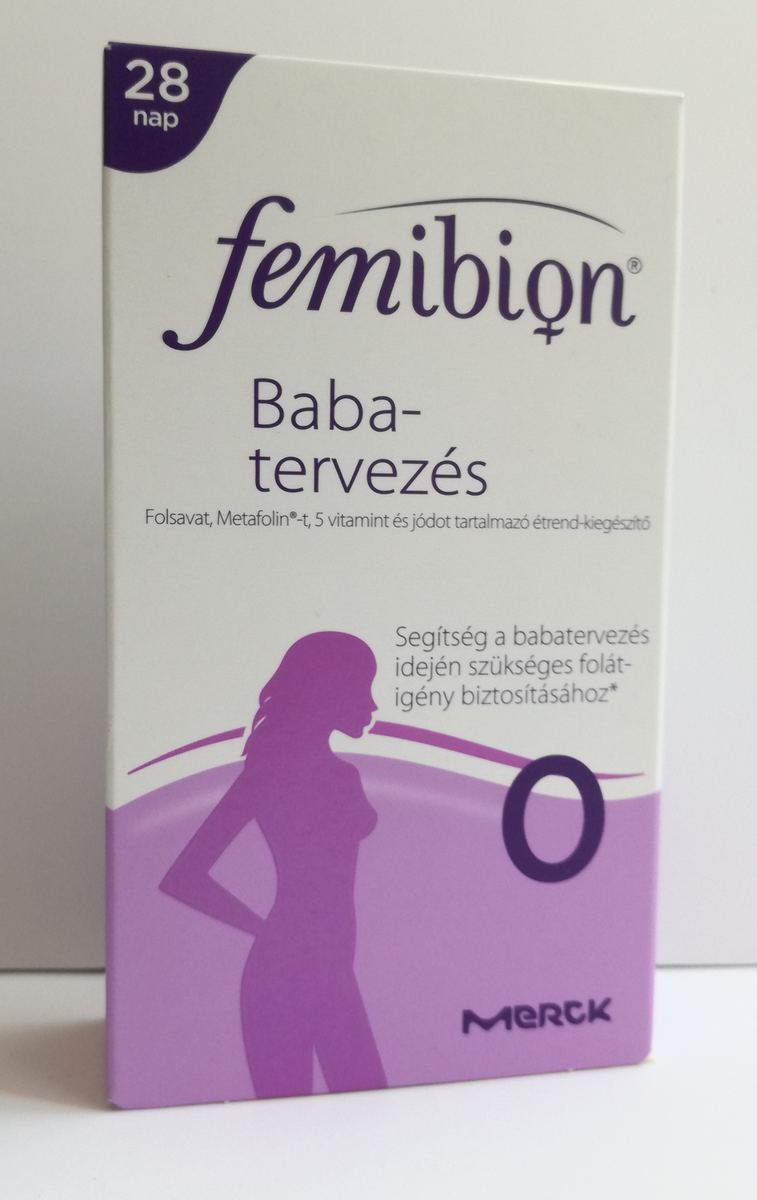 28
nap
femibion®
Baba-
tervezés
Folsavat, Metafolin®-t, 5 vitamint és jódot tartalmazó étrend-kiegészítő
Segítség a babatervezés
idején szükséges folát-
igény biztosításához*
0
MERCK